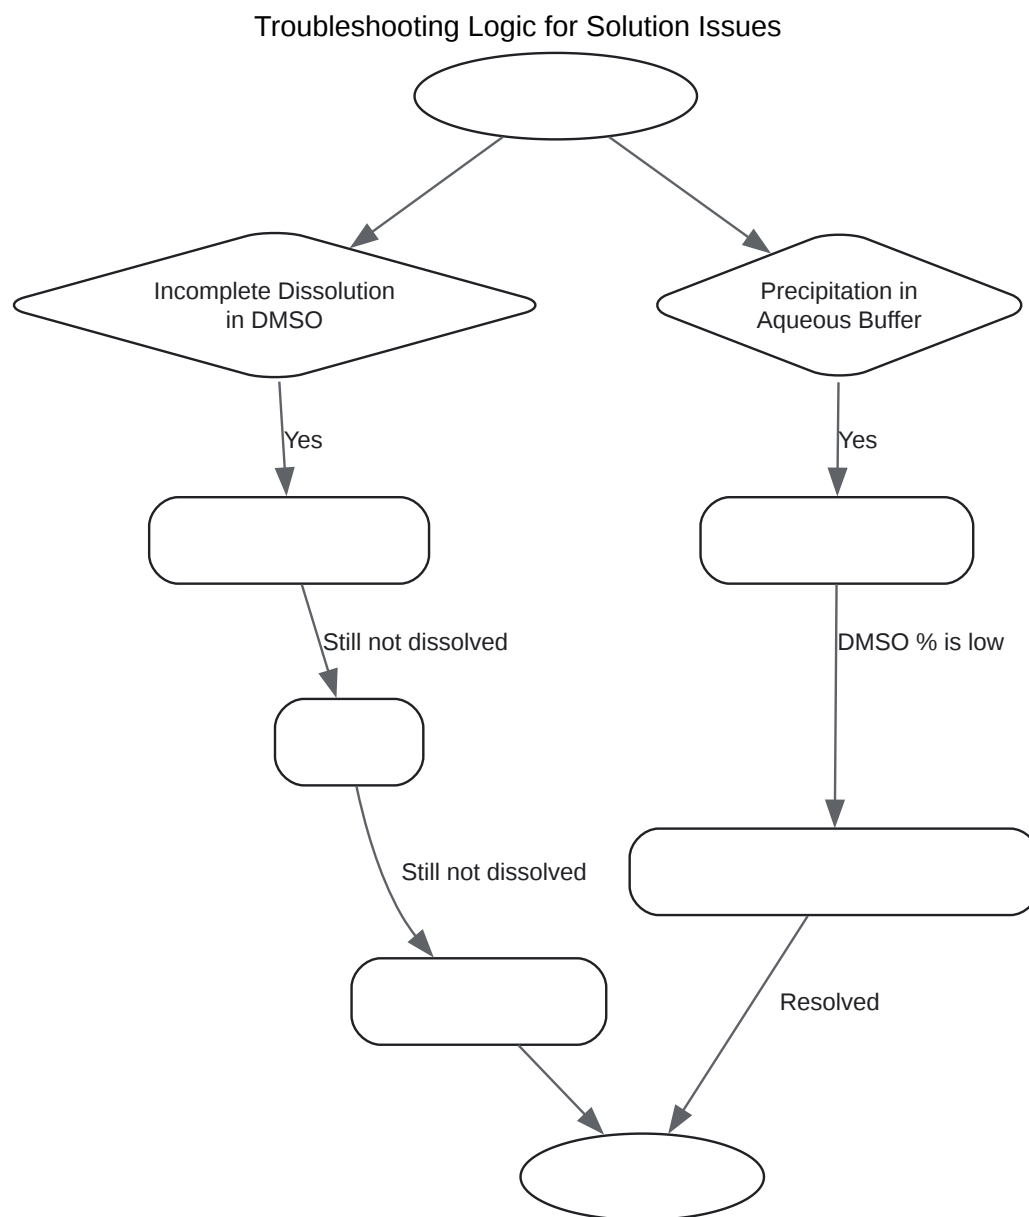 Troubleshooting Logic for Solution Issues
Incomplete Dissolution
in DMSO
Precipitation in
Aqueous Buffer
Yes
Yes
Still not dissolved
DMSO % is low
Still not dissolved
Resolved